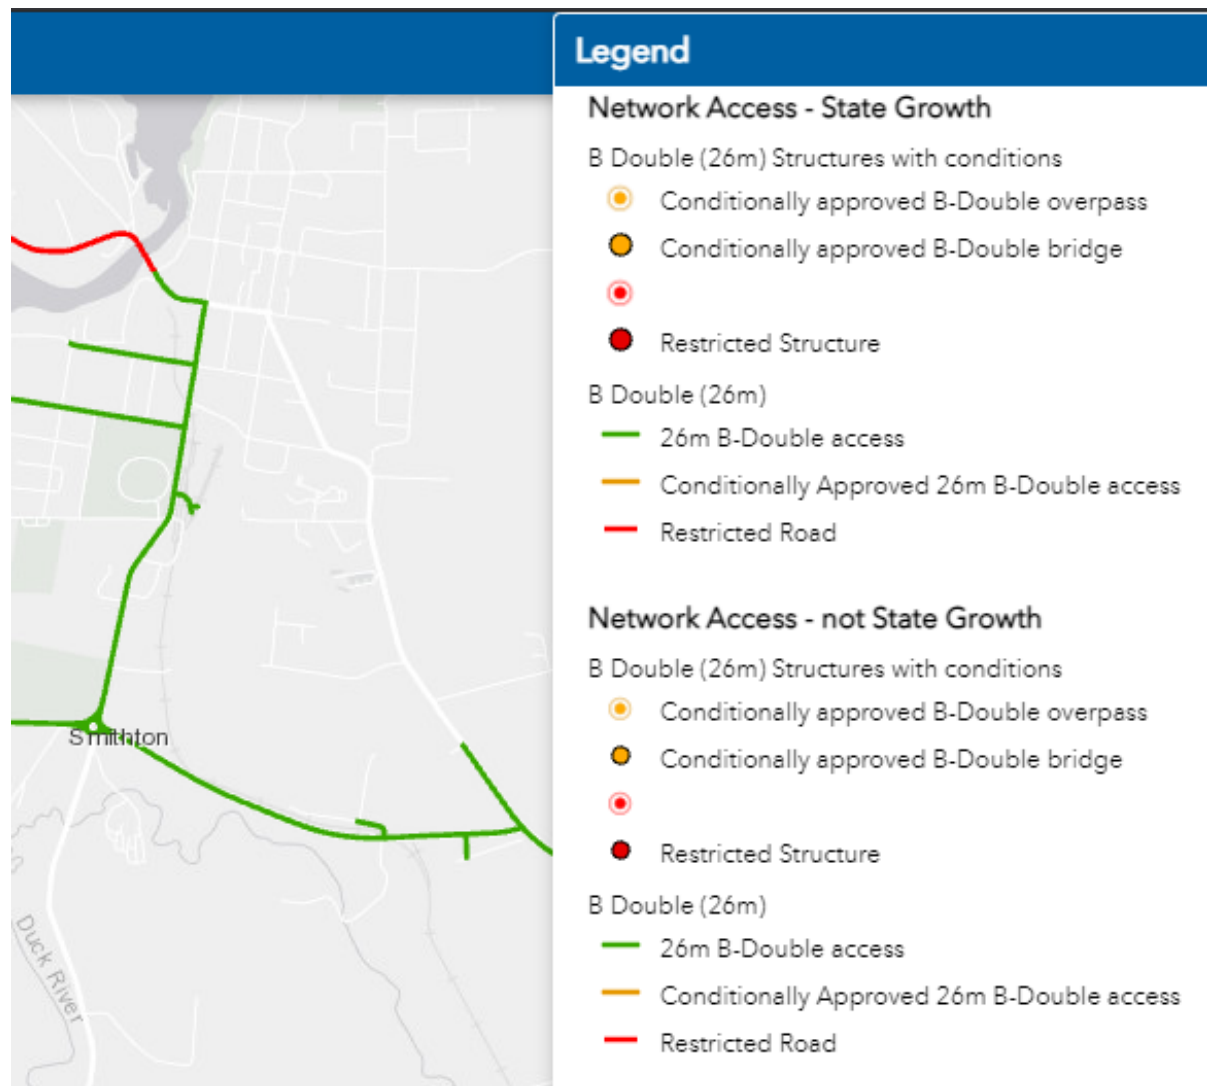 Legend
Network Access - State Growth
B Double (26m) Structures with conditions
Conditionally approved B-Double overpass
Conditionally approved B-Double bridge
Restricted Structure
B Double (26m)
26m B-Double access
Conditionally Approved 26m B-Double access
Restricted Road
Network Access - not State Growth
B Double (26m) Structures with conditions
Conditionally approved B-Double overpass
Conditionally approved B-Double bridge
Restricted Structure
B Double (26m)
26m B-Double access
Conditionally Approved 26m B-Double access
Restricted Road
Smithton
Duck River